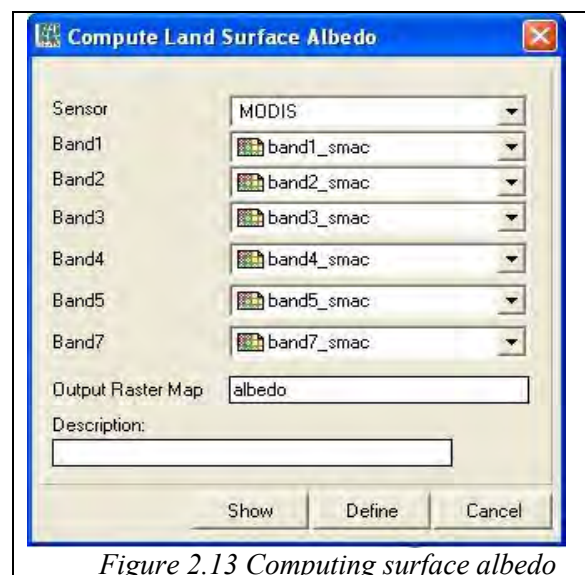 Compute Land Surface Albedo
Sensor MODIS
Band1 band1_smac
Band2 band2_smac
Band3 band3_smac
Band4 band4_smac
Band5 band5_smac
Band7 band7_smac
Output Raster Map albedo
Description:
Show Define Cancel
Figure 2.13 Computing surface albedo